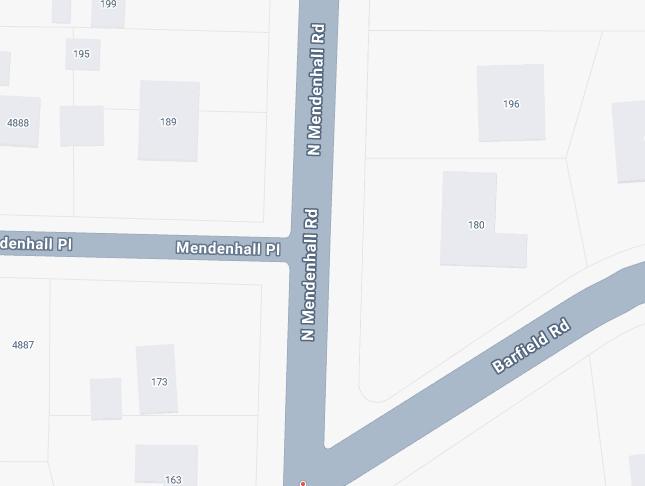 199
195
N Mendenhall Rd
196
4888
189
180
N Mendenhall Rd
denhall Pl
Mendenhall Pl
Barfield Rd
4887
173
163